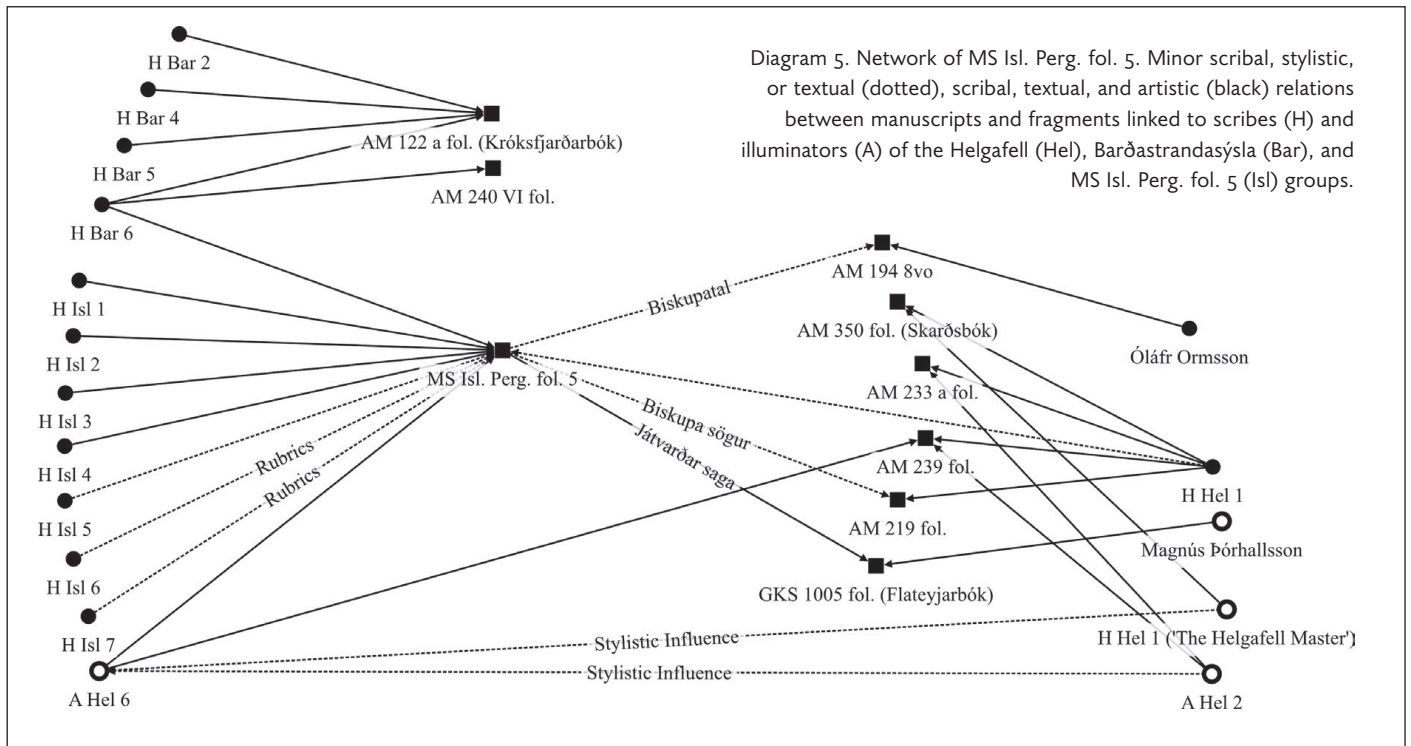 Diagram 5. Network of MS Isl. Perg. fol. 5. Minor scribal, stylistic,
or textual (dotted), scribal, textual, and artistic (black) relations
between manuscripts and fragments linked to scribes (H) and
illuminators (A) of the Helgafell (Hel), Barðastrandasýsla (Bar), and
MS Isl. Perg. fol. 5 (Isl) groups.
H Bar 2
H Bar 4
H Bar 5
H Bar 6
H Isl 1
H Isl 2
H Isl 3
H Isl 4
H Isl 5
H Isl 6
H Isl 7
A Hel 6
AM 122 a fol. (Króksfjarðarbók)
AM 240 VI fol.
MS Isl. Perg. fol. 5
Rubrics
Rubrics
Biskupatal
Biskupa sögur
Játvarðar saga
Stylistic Influence
Stylistic Influence
AM 194 8vo
AM 350 fol. (Skarðsbók)
AM 233 a fol.
AM 239 fol.
AM 219 fol.
GKS 1005 fol. (Flateyjarbók)
Óláfr Ormsson
H Hel 1
Magnús Þórhallsson
H Hel 1 ('The Helgafell Master')
A Hel 2